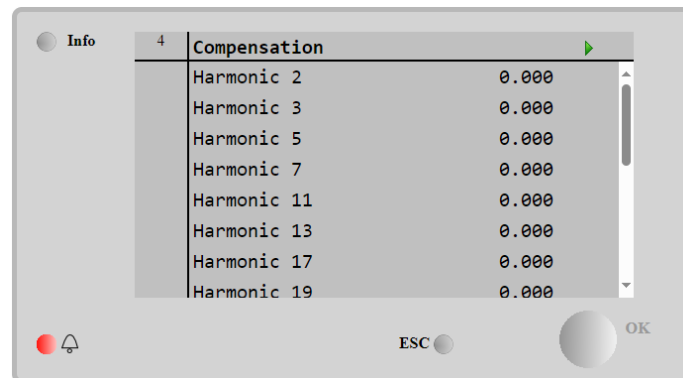 Info
4 Compensation
Harmonic 2 0.000
Harmonic 3 0.000
Harmonic 5 0.000
Harmonic 7 0.000
Harmonic 11 0.000
Harmonic 13 0.000
Harmonic 17 0.000
Harmonic 19 0.000
OK
ESC